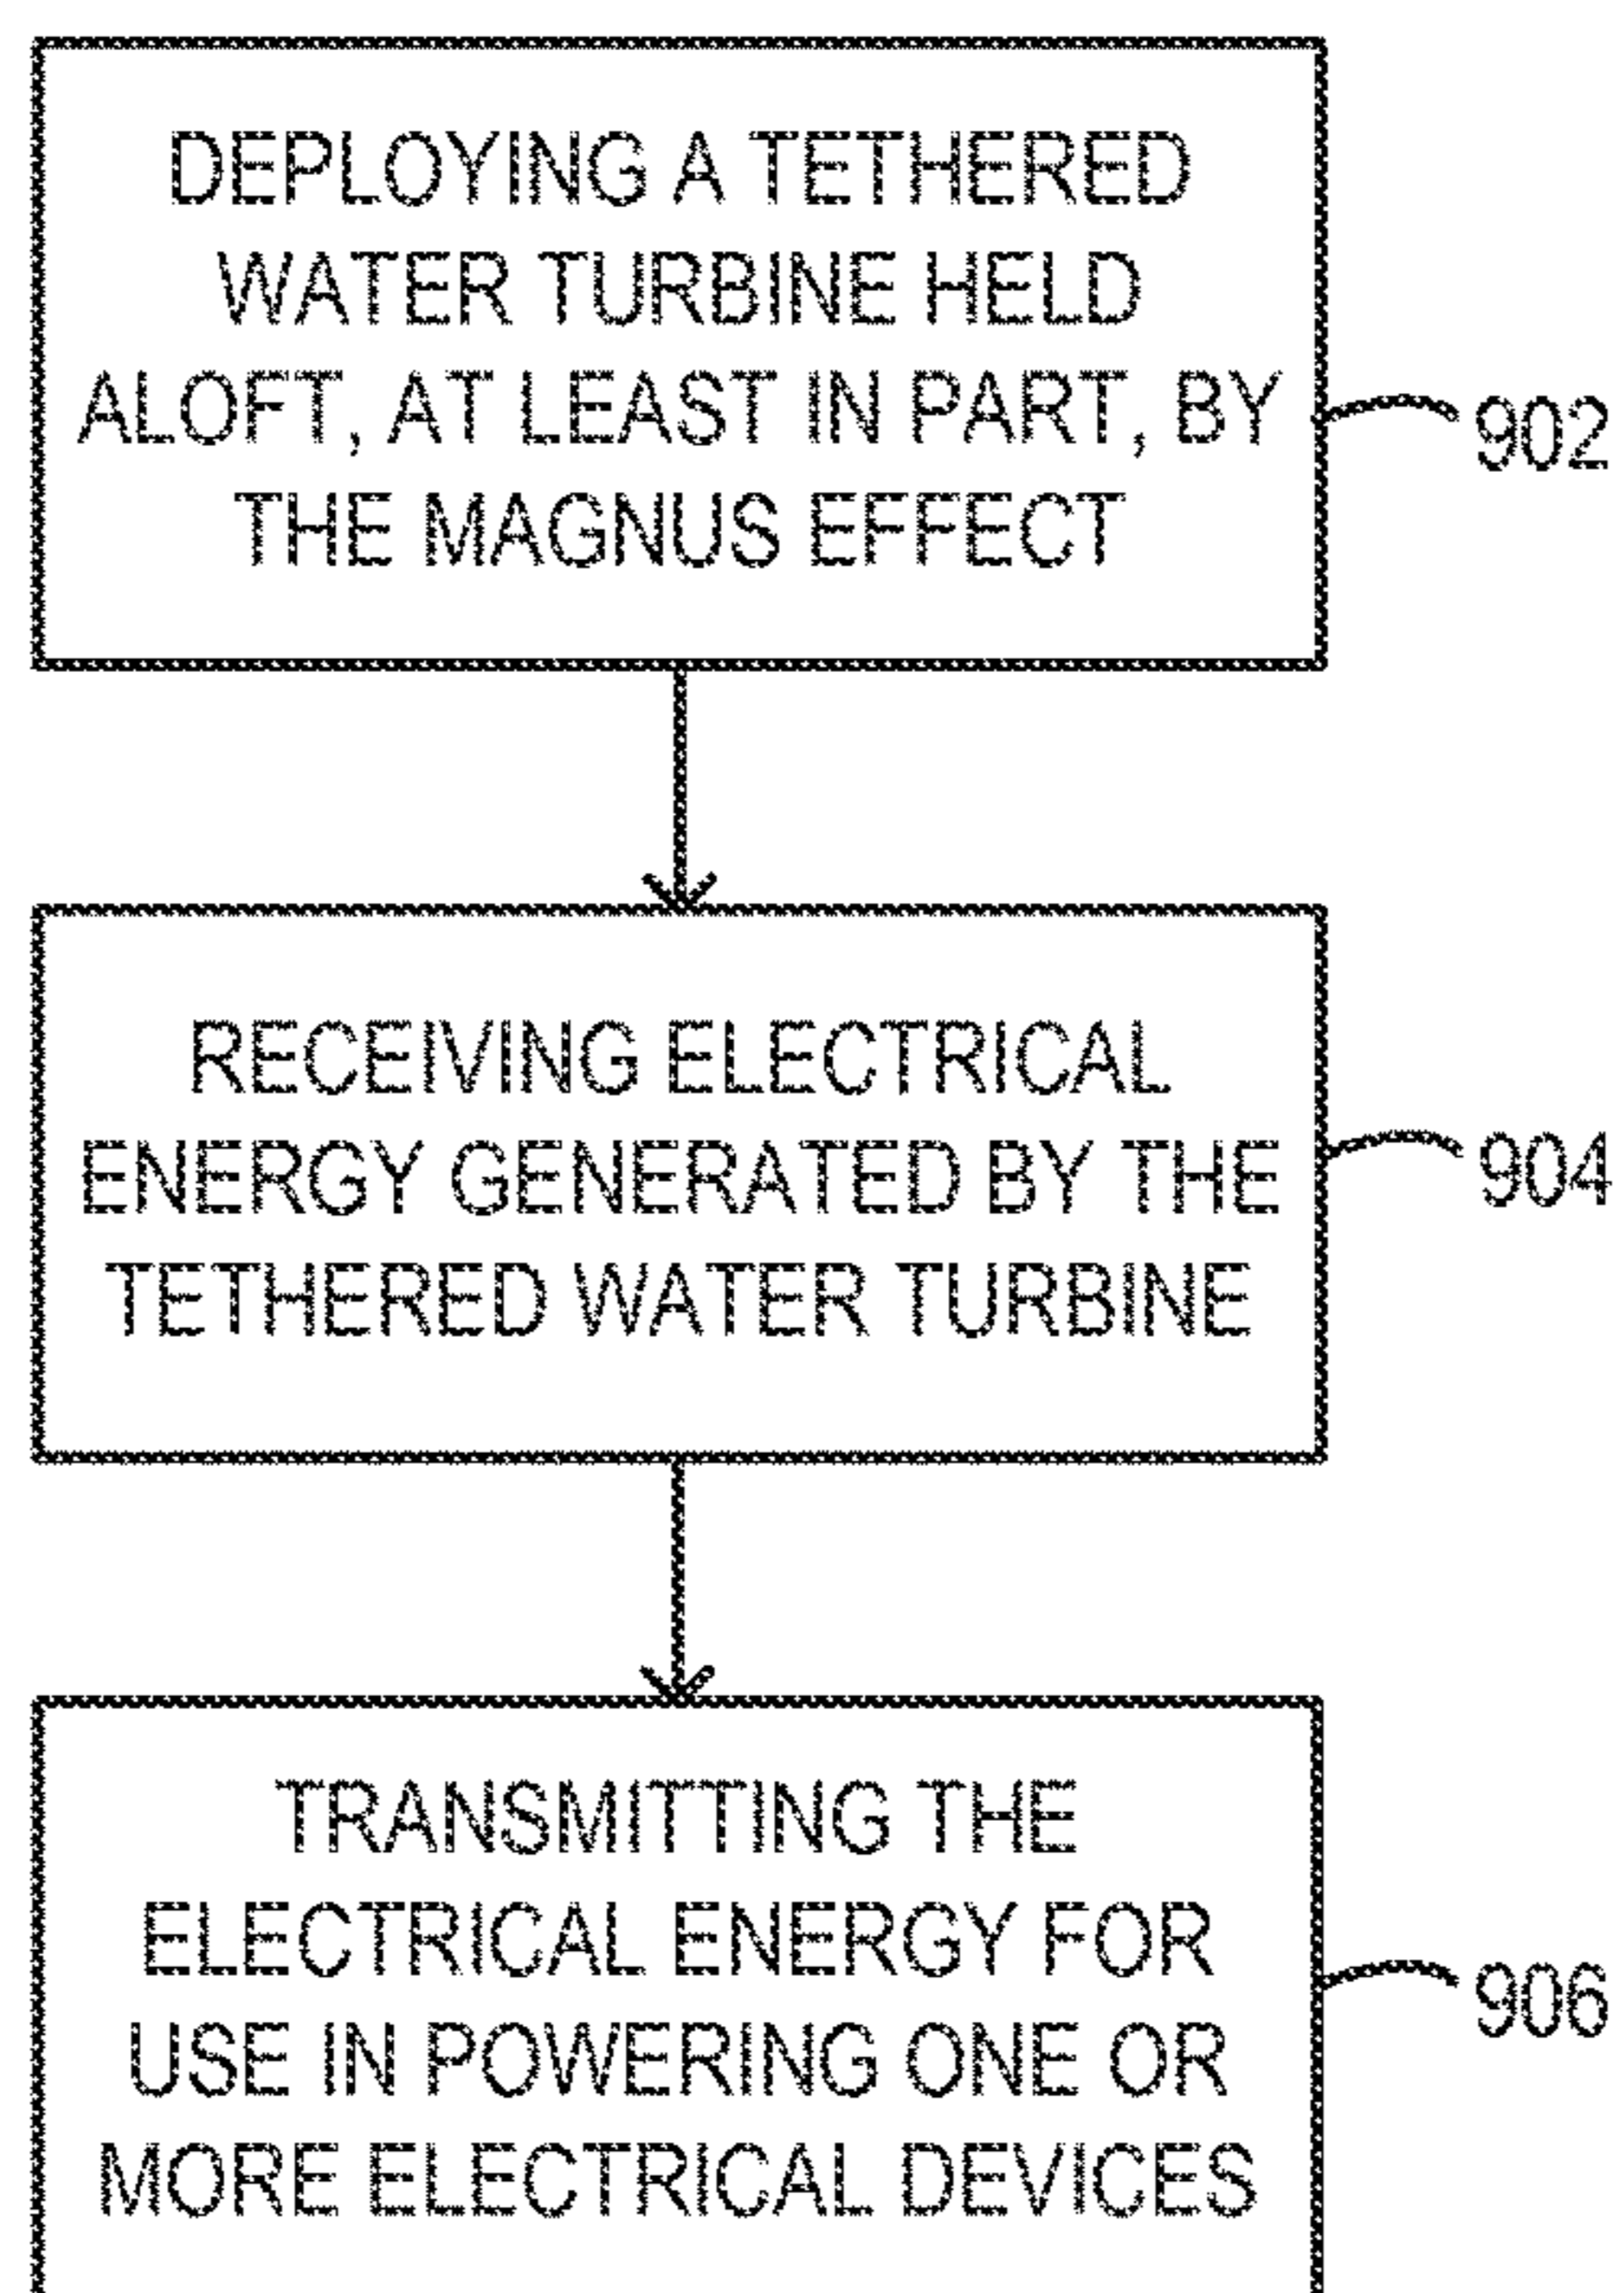 DEPLOYING A TETHERED
WATER TURBINE HELD
ALOFT, AT LEAST IN PART, BY
THE MAGNUS EFFECT
902
RECEIVING ELECTRICAL
ENERGY GENERATED BY THE
TETHERED WATER TURBINE
904
TRANSMITTING THE
ELECTRICAL ENERGY FOR
USE IN POWERING ONE OR
MORE ELECTRICAL DEVICES
906